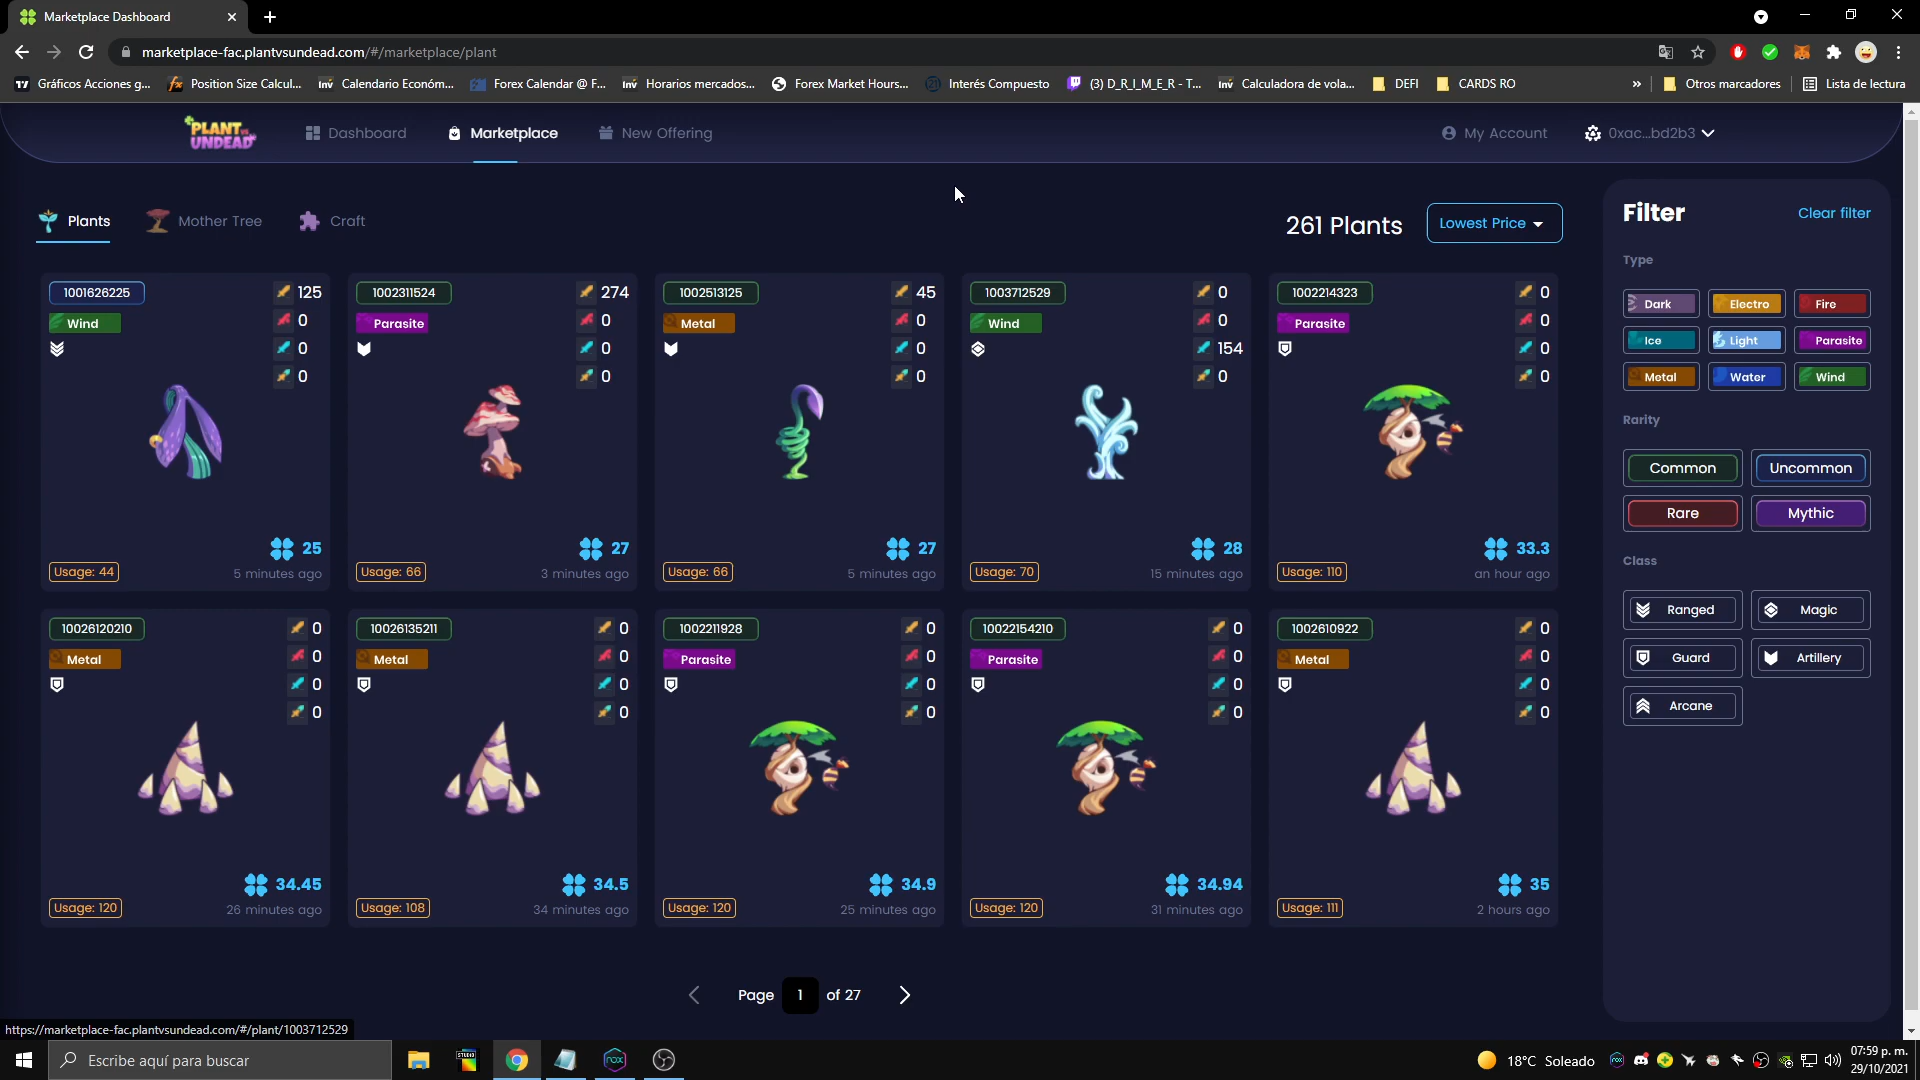 Marketplace Dashboard
marketplace-fac.plantvsundead.com/#/marketplace/plant
Gráficos Acciones g...
Position Size Calcul...
Calendario Económ...
Forex Calendar @ F...
Horarios mercados...
Forex Market Hours...
Interés Compuesto
(3) D_R_I_M_E_R - T...
Calculadora de vola...
DEFI
CARDS RO
»
Otros marcadores
Lista de lectura
PLANT VS UNDEAD
Dashboard
Marketplace
New Offering
My Account
0xac...bd2b3
Plants
Mother Tree
Craft
261 Plants
Lowest Price
1001626225
125
Wind
0
0
0
25
Usage: 44
5 minutes ago
1002311524
274
Parasite
0
0
0
27
Usage: 66
3 minutes ago
1002513125
45
Metal
0
0
0
27
Usage: 66
5 minutes ago
1003712529
0
Wind
0
154
0
28
Usage: 70
15 minutes ago
1002214323
0
Parasite
0
0
0
33.3
Usage: 110
an hour ago
10026120210
0
Metal
0
0
0
34.45
Usage: 120
26 minutes ago
10026135211
0
Metal
0
0
0
34.5
Usage: 108
34 minutes ago
1002211928
0
Parasite
0
0
0
34.9
Usage: 120
25 minutes ago
10022154210
0
Parasite
0
0
0
34.94
Usage: 120
31 minutes ago
1002610922
0
Metal
0
0
0
35
Usage: 111
2 hours ago
Page 1 of 27
Filter
Clear filter
Type
Dark
Electro
Fire
Ice
Light
Parasite
Metal
Water
Wind
Rarity
Common
Uncommon
Rare
Mythic
Class
Ranged
Magic
Guard
Artillery
Arcane
https://marketplace-fac.plantvsundead.com/#/plant/1003712529
Escribe aquí para buscar
18°C Soleado
07:59 p. m.
29/10/2021